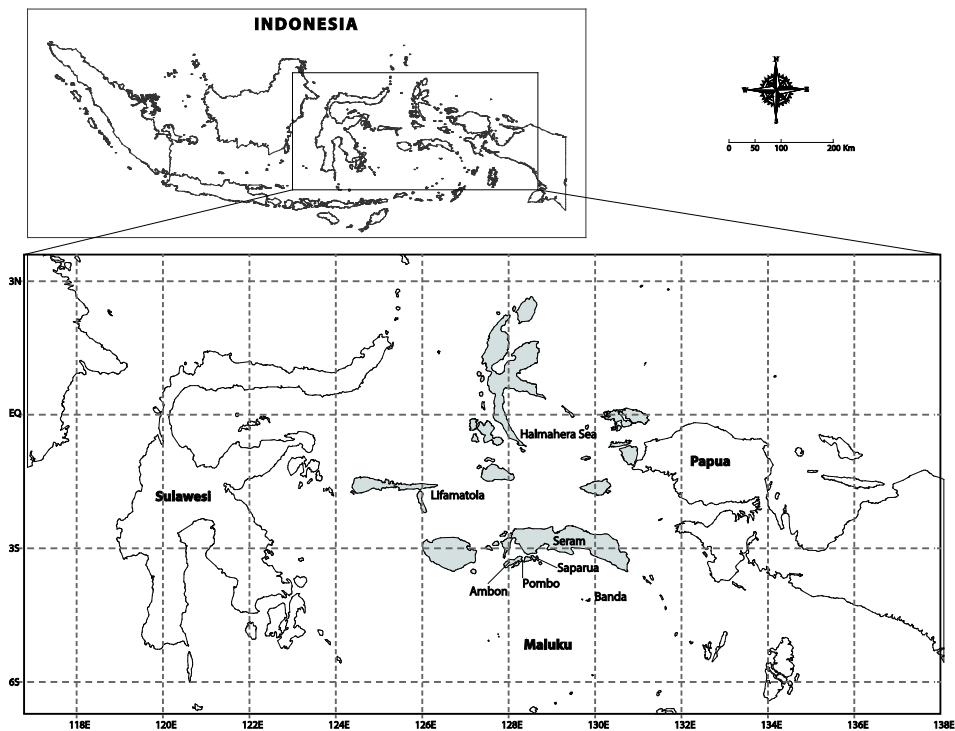 INDONESIA
N
W E
S
0 50 100 200 Km
3N
EQ
Halmahera Sea
Papua
Sulawesi
Lifamatola
Seram
3S
Saparua
Pombo
Ambon
Banda
Maluku
6S
118E 120E 122E 124E 126E 128E 130E 132E 134E 136E 138E